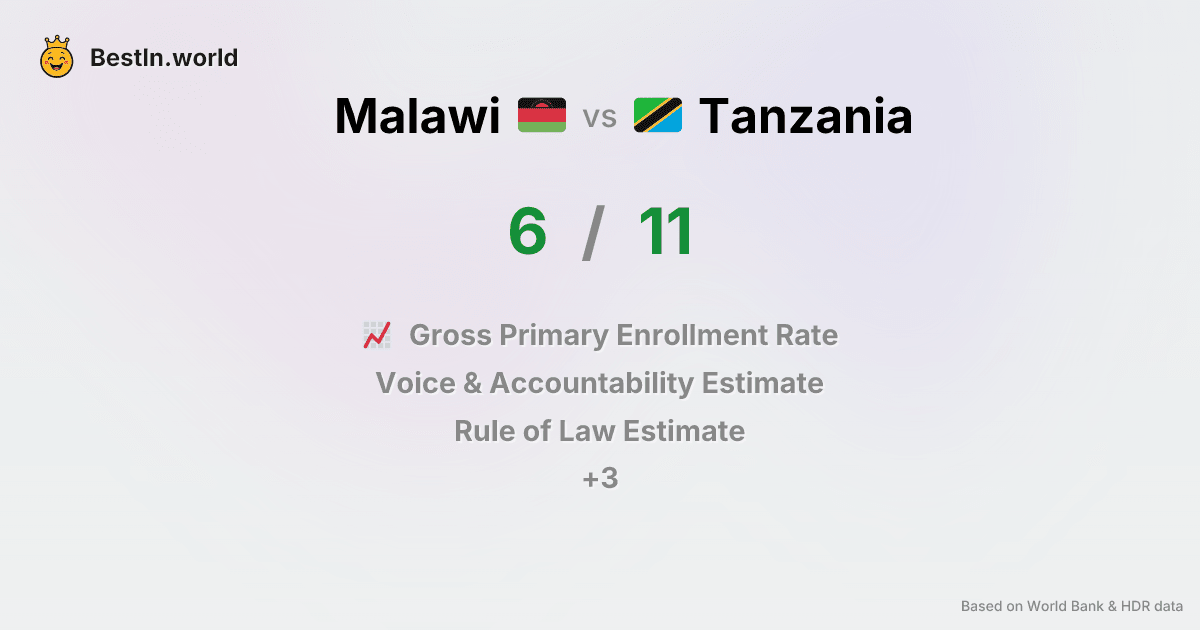 BestIn.world
Malawi vs Tanzania
6 / 11
Gross Primary Enrollment Rate
Voice & Accountability Estimate
Rule of Law Estimate
+3
Based on World Bank & HDR data